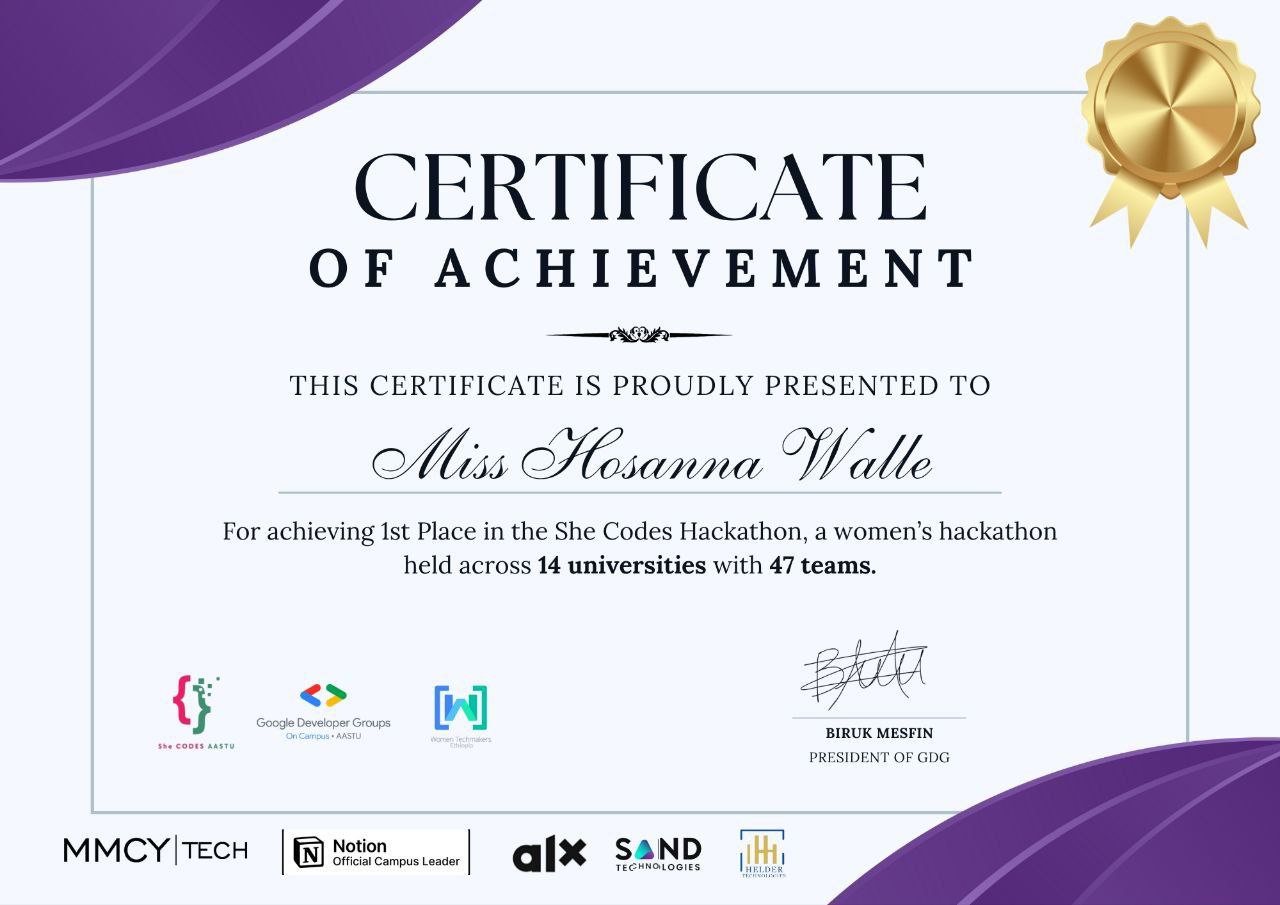 CERTIFICATE
OF ACHIEVEMENT
THIS CERTIFICATE IS PROUDLY PRESENTED TO
Miss Hosanna Walle
For achieving 1st Place in the She Codes Hackathon, a women’s hackathon
held across 14 universities with 47 teams.
She CODES AASTU
Google Developer Groups
On Campus • AASTU
Women Techmakers
Ethiopia
BIRUK MESFIN
PRESIDENT OF GDG
MMCY|TECH
Notion
Official Campus Leader
alx
SAND
TECHNOLOGIES
HELDER
TECHNOLOGIES